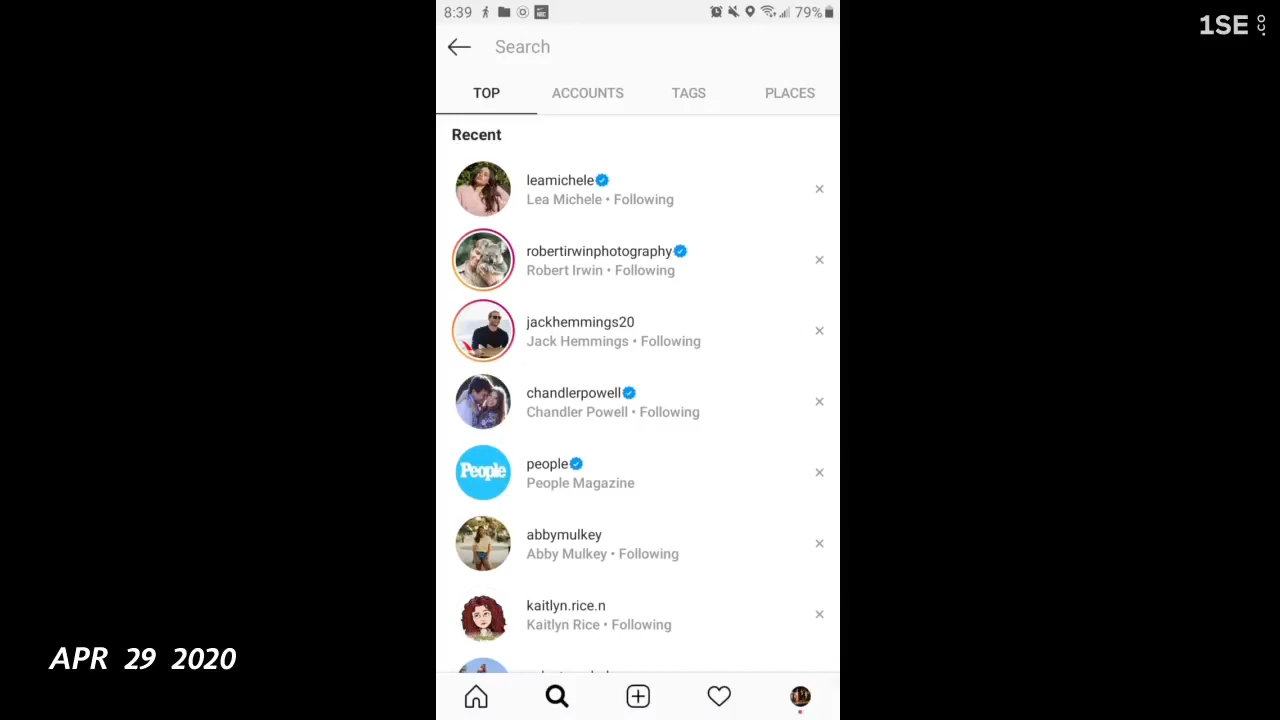 8:39
79%
1SE.co
Search
TOP ACCOUNTS TAGS PLACES
Recent
leamichele
Lea Michele • Following
robertirwinphotography
Robert Irwin • Following
jackhemmings20
Jack Hemmings • Following
chandlerpowell
Chandler Powell • Following
People
people
People Magazine
abbymulkey
Abby Mulkey • Following
kaitlyn.rice.n
Kaitlyn Rice • Following
APR 29 2020